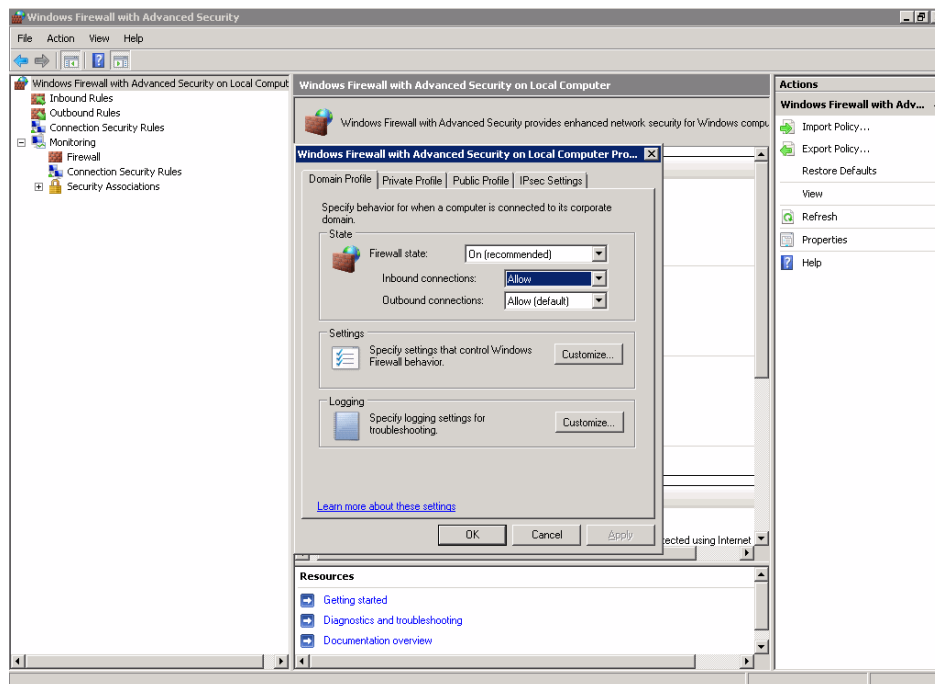 Windows Firewall with Advanced Security
File Action View Help
Windows Firewall with Advanced Security on Local Comput
Inbound Rules
Outbound Rules
Connection Security Rules
Monitoring
Firewall
Connection Security Rules
Security Associations
Windows Firewall with Advanced Security on Local Computer
Windows Firewall with Advanced Security provides enhanced network security for Windows compu
Windows Firewall with Advanced Security on Local Computer Pro...
Domain Profile Private Profile Public Profile IPsec Settings
Specify behavior for when a computer is connected to its corporate
domain.
State
Firewall state: On (recommended)
Inbound connections: Allow
Outbound connections: Allow (default)
Settings
Specify settings that control Windows
Firewall behavior.
Customize...
Logging
Specify logging settings for
troubleshooting.
Customize...
Learn more about these settings
OK Cancel Apply
tected using Internet
Resources
Getting started
Diagnostics and troubleshooting
Documentation overview
Actions
Windows Firewall with Adv...
Import Policy...
Export Policy...
Restore Defaults
View
Refresh
Properties
Help